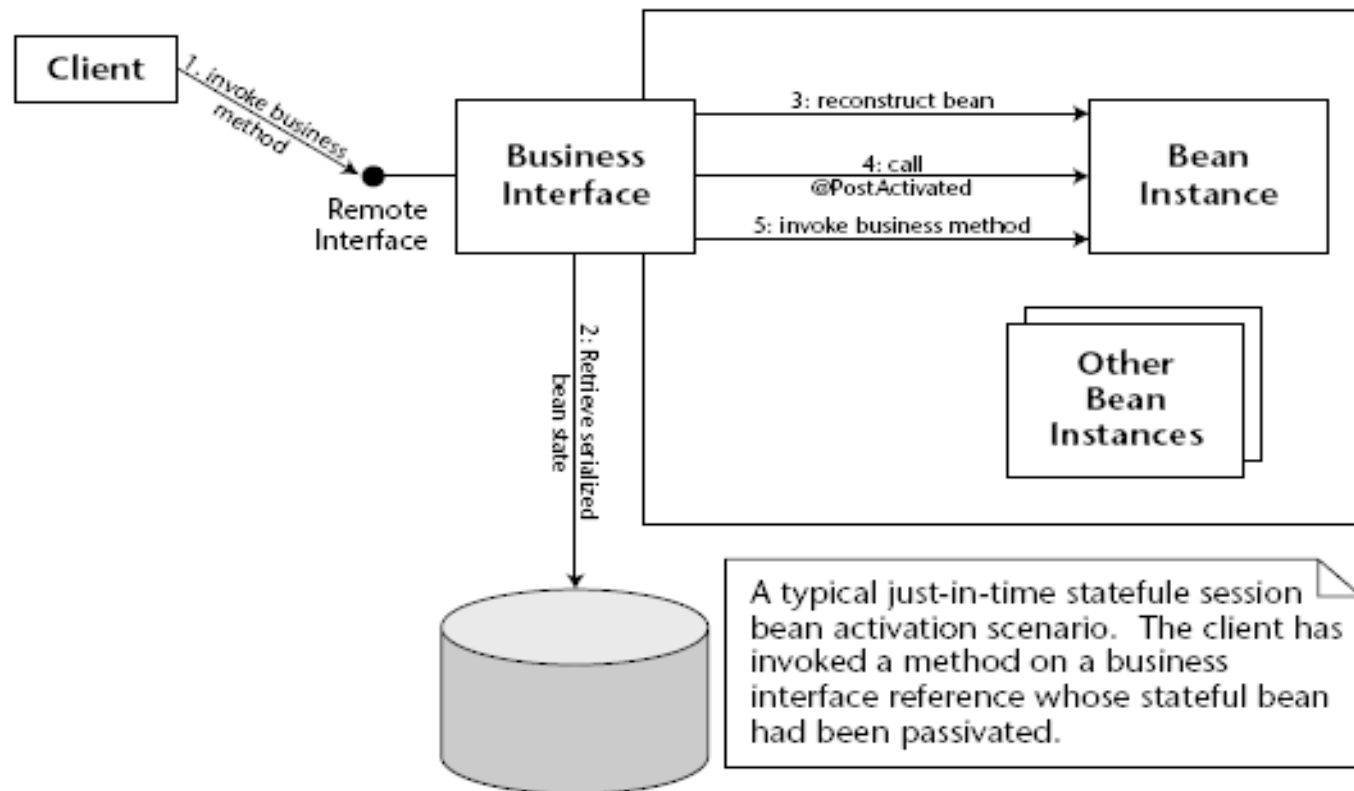 Client
1. invoke business
method
Remote
Interface
Business
Interface
3: reconstruct bean
4: call
@PostActivated
5: invoke business method
Bean
Instance
2: Retrieve serialized
bean state
Other
Bean
Instances
A typical just-in-time statefule session
bean activation scenario. The client has
invoked a method on a business
interface reference whose stateful bean
had been passivated.